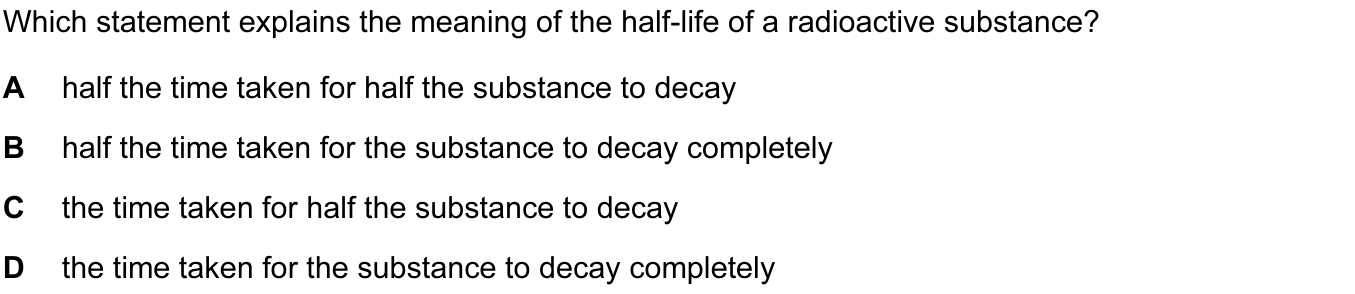 Which statement explains the meaning of the half-life of a radioactive substance?
A half the time taken for half the substance to decay
B half the time taken for the substance to decay completely
C the time taken for half the substance to decay
D the time taken for the substance to decay completely